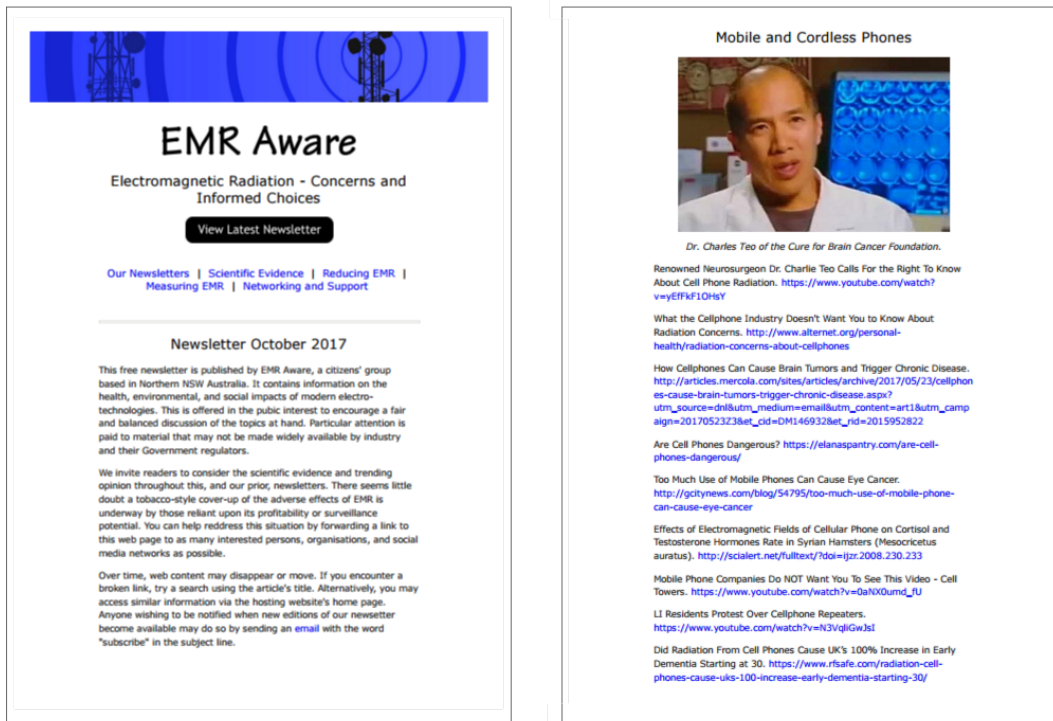 EMR Aware
Electromagnetic Radiation - Concerns and
Informed Choices
View Latest Newsletter
Our Newsletters | Scientific Evidence | Reducing EMR |
Measuring EMR | Networking and Support
Newsletter October 2017
This free newsletter is published by EMR Aware, a citizens' group
based in Northern NSW Australia. It contains information on the
health, environmental, and social impacts of modern electro-
technologies. This is offered in the pubic interest to encourage a fair
and balanced discussion of the topics at hand. Particular attention is
paid to material that may not be made widely available by industry
and their Government regulators.
We invite readers to consider the scientific evidence and trending
opinion throughout this, and our prior, newsletters. There seems little
doubt a tobacco-style cover-up of the adverse effects of EMR is
underway by those reliant upon its profitability or surveillance
potential. You can help reddress this situation by forwarding a link to
this web page to as many interested persons, organisations, and social
media networks as possible.
Over time, web content may disappear or move. If you encounter a
broken link, try a search using the article's title. Alternatively, you may
access similar information via the hosting website's home page.
Anyone wishing to be notified when new editions of our newsetter
become available may do so by sending an email with the word
"subscribe" in the subject line.
Mobile and Cordless Phones
Dr. Charles Teo of the Cure for Brain Cancer Foundation.
Renowned Neurosurgeon Dr. Charlie Teo Calls For the Right To Know
About Cell Phone Radiation. https://www.youtube.com/watch?
v=yEfFkF1OHsY
What the Cellphone Industry Doesn't Want You to Know About
Radiation Concerns. http://www.alternet.org/personal-
health/radiation-concerns-about-cellphones
How Cellphones Can Cause Brain Tumors and Trigger Chronic Disease.
http://articles.mercola.com/sites/articles/archive/2017/05/23/cellphon
es-cause-brain-tumors-trigger-chronic-disease.aspx?
utm_source=dnl&utm_medium=email&utm_content=art1&utm_camp
aign=20170523Z3&et_cid=DM146932&et_rid=2015952822
Are Cell Phones Dangerous? https://elanaspantry.com/are-cell-
phones-dangerous/
Too Much Use of Mobile Phones Can Cause Eye Cancer.
http://gcitynews.com/blog/54795/too-much-use-of-mobile-phone-
can-cause-eye-cancer
Effects of Electromagnetic Fields of Cellular Phone on Cortisol and
Testosterone Hormones Rate in Syrian Hamsters (Mesocricetus
auratus). http://scialert.net/fulltext/?doi=ijzr.2008.230.233
Mobile Phone Companies Do NOT Want You To See This Video - Cell
Towers. https://www.youtube.com/watch?v=0aNX0umd_fU
LI Residents Protest Over Cellphone Repeaters.
https://www.youtube.com/watch?v=N3VqliGwJsI
Did Radiation From Cell Phones Cause UK's 100% Increase in Early
Dementia Starting at 30. https://www.rfsafe.com/radiation-cell-
phones-cause-uks-100-increase-early-dementia-starting-30/